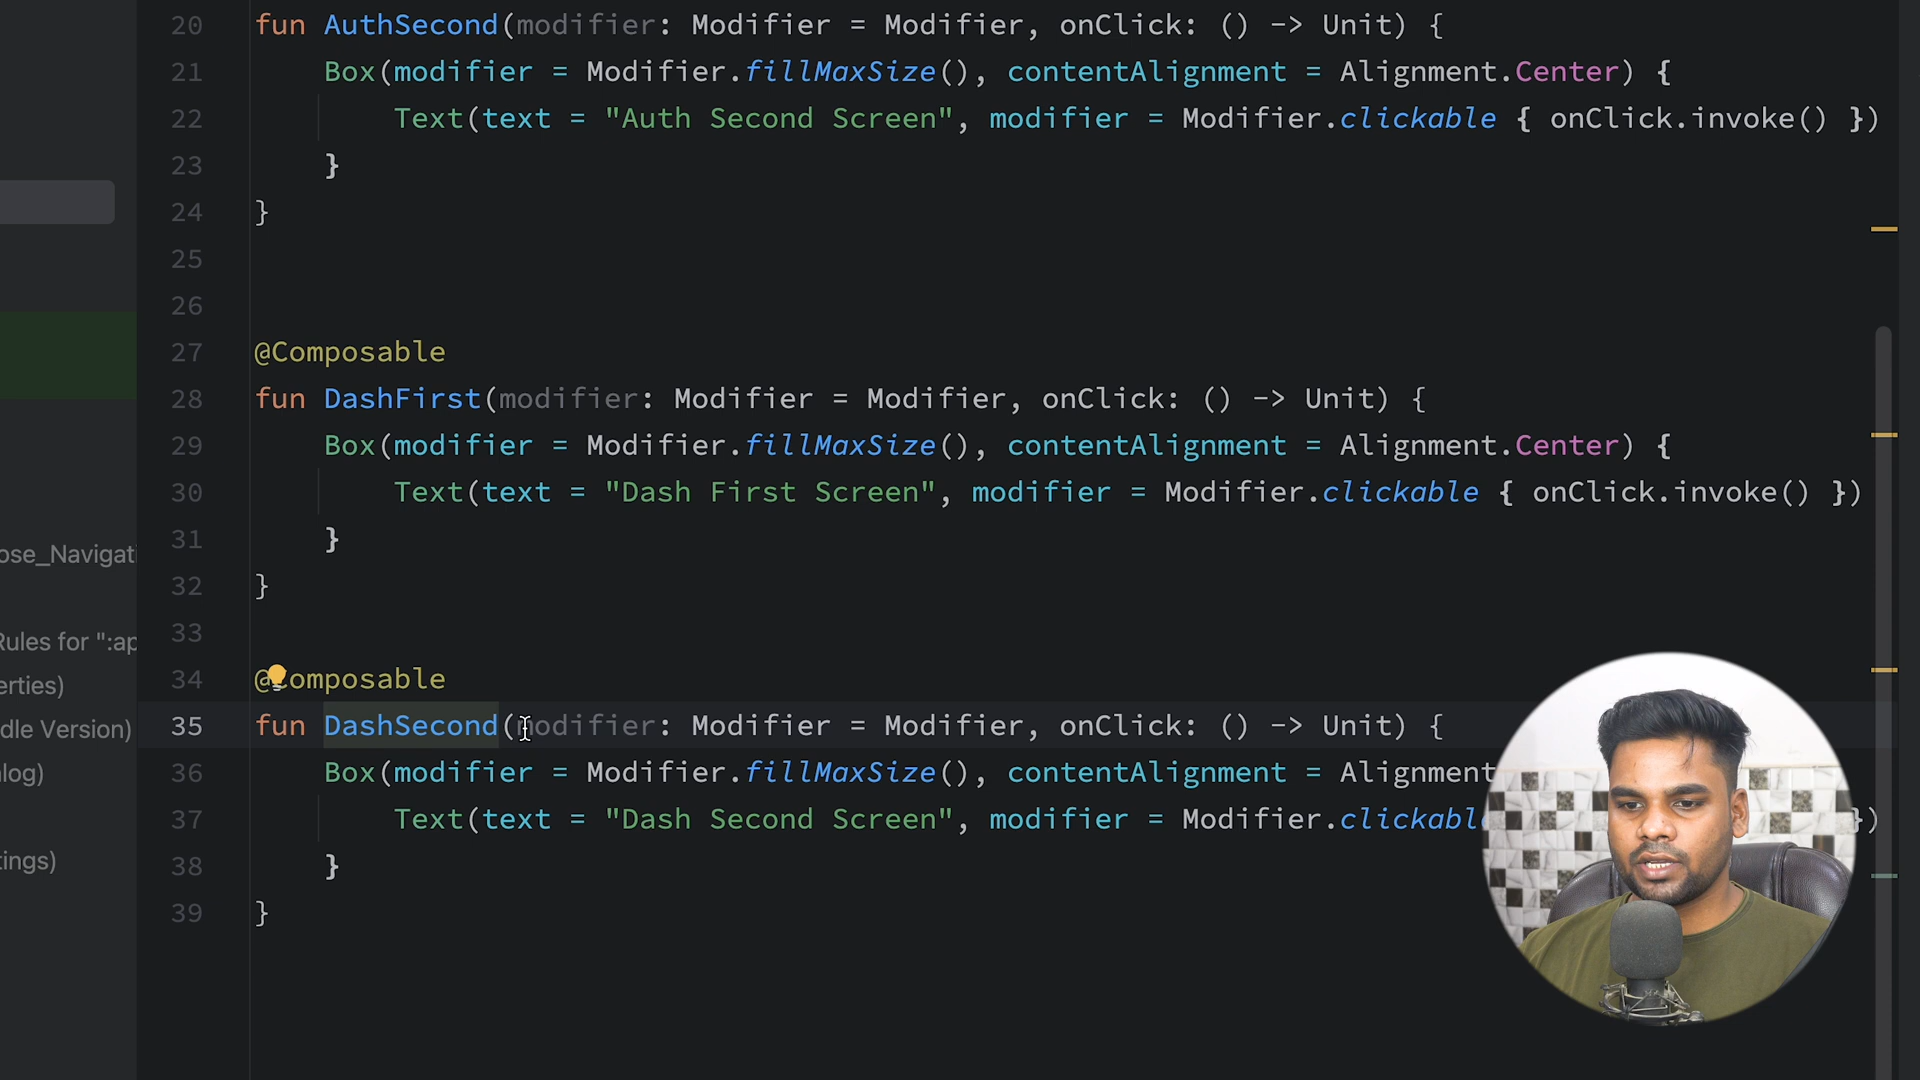 20 fun AuthSecond(modifier: Modifier = Modifier, onClick: () -> Unit) {
21 Box(modifier = Modifier.fillMaxSize(), contentAlignment = Alignment.Center) {
22 Text(text = "Auth Second Screen", modifier = Modifier.clickable { onClick.invoke() })
23 }
24 }
25
26
27 @Composable
28 fun DashFirst(modifier: Modifier = Modifier, onClick: () -> Unit) {
29 Box(modifier = Modifier.fillMaxSize(), contentAlignment = Alignment.Center) {
30 Text(text = "Dash First Screen", modifier = Modifier.clickable { onClick.invoke() })
31 }
32 }
33
34 @Composable
35 fun DashSecond(modifier: Modifier = Modifier, onClick: () -> Unit) {
36 Box(modifier = Modifier.fillMaxSize(), contentAlignment = Alignment
37 Text(text = "Dash Second Screen", modifier = Modifier.clickabl })
38 }
39 }
ose_Navigati
Rules for ":ap
erties)
dle Version)
alog)
tings)